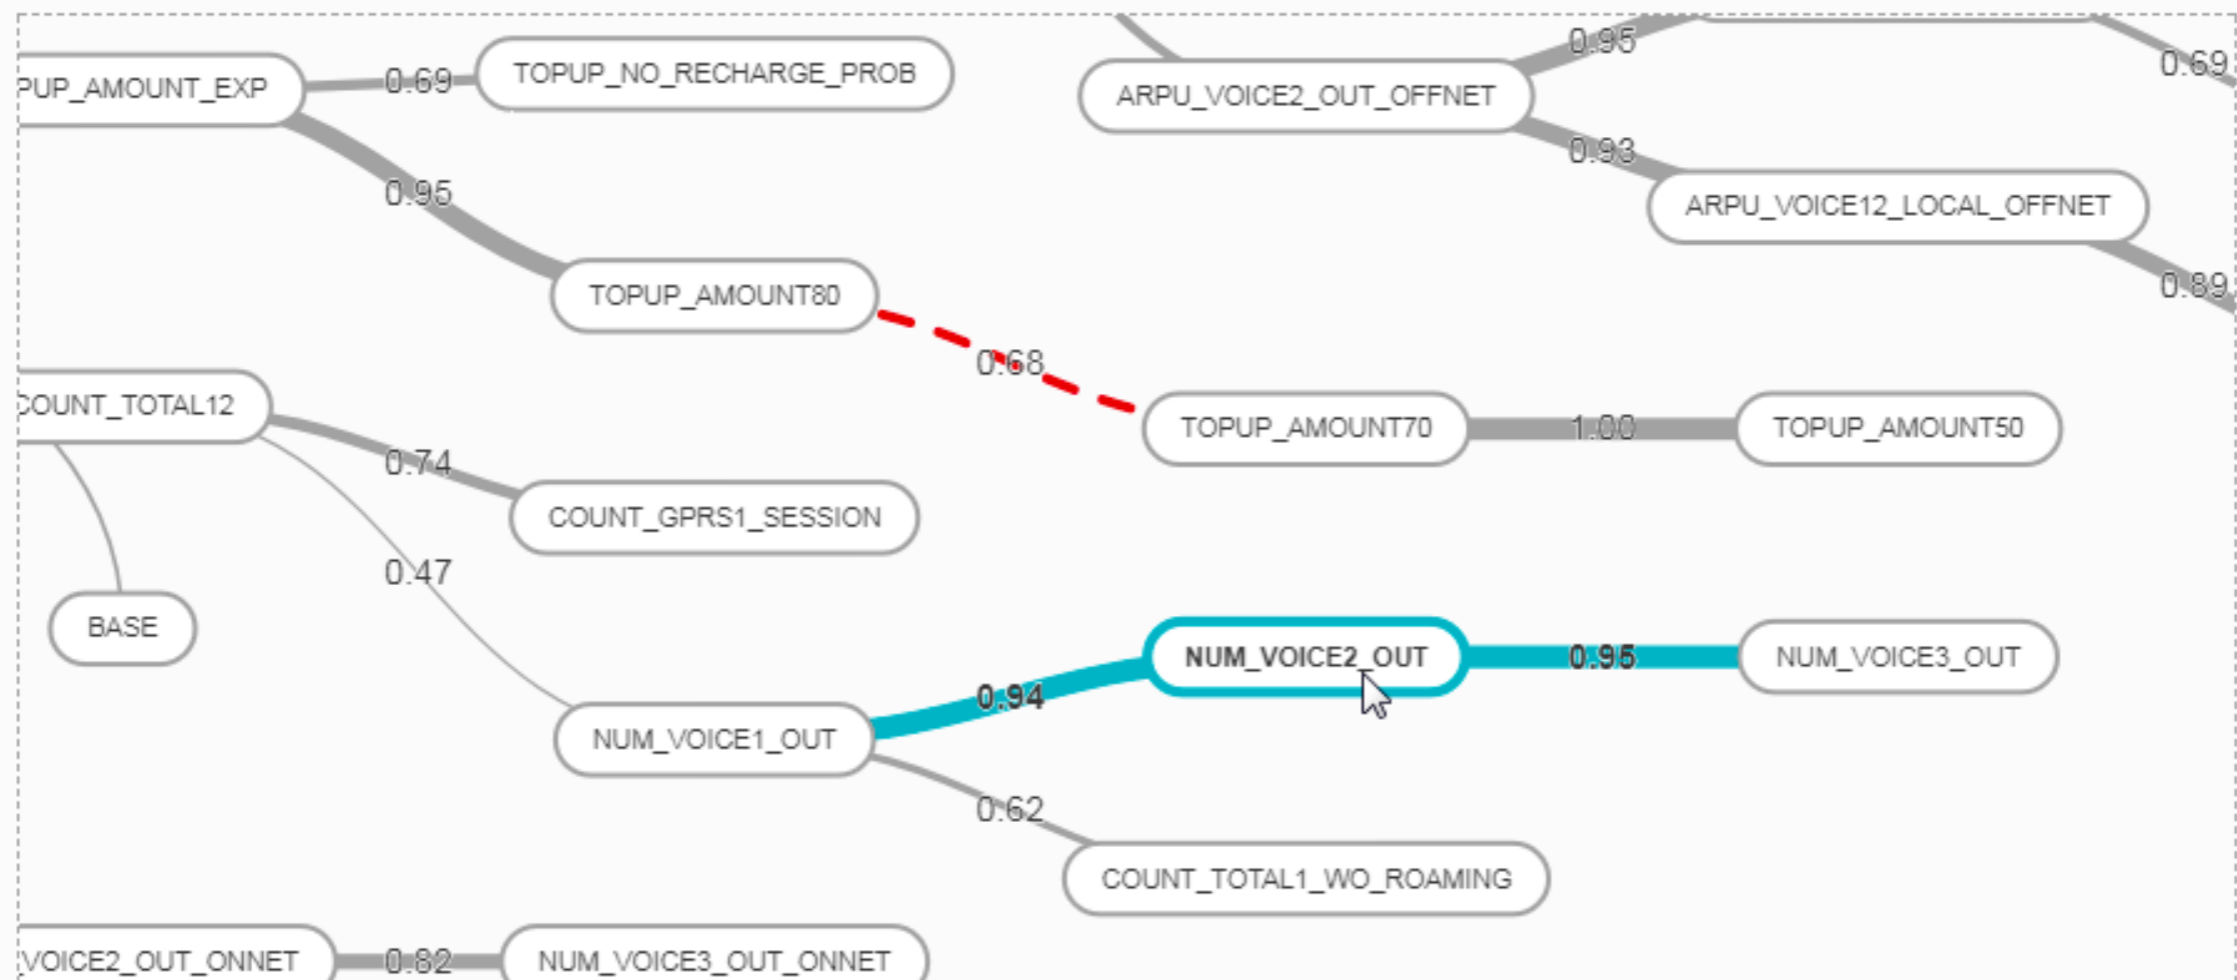 PUP_AMOUNT_EXP
0.69
TOPUP_NO_RECHARGE_PROB
0.95
TOPUP_AMOUNT80
0.68
TOPUP_AMOUNT70
1.00
TOPUP_AMOUNT50
ARPU_VOICE2_OUT_OFFNET
0.95
0.69
0.93
ARPU_VOICE12_LOCAL_OFFNET
0.89
COUNT_TOTAL12
0.74
COUNT_GPRS1_SESSION
0.47
BASE
NUM_VOICE1_OUT
0.94
NUM_VOICE2_OUT
0.95
NUM_VOICE3_OUT
0.62
COUNT_TOTAL1_WO_ROAMING
VOICE2_OUT_ONNET
0.82
NUM_VOICE3_OUT_ONNET